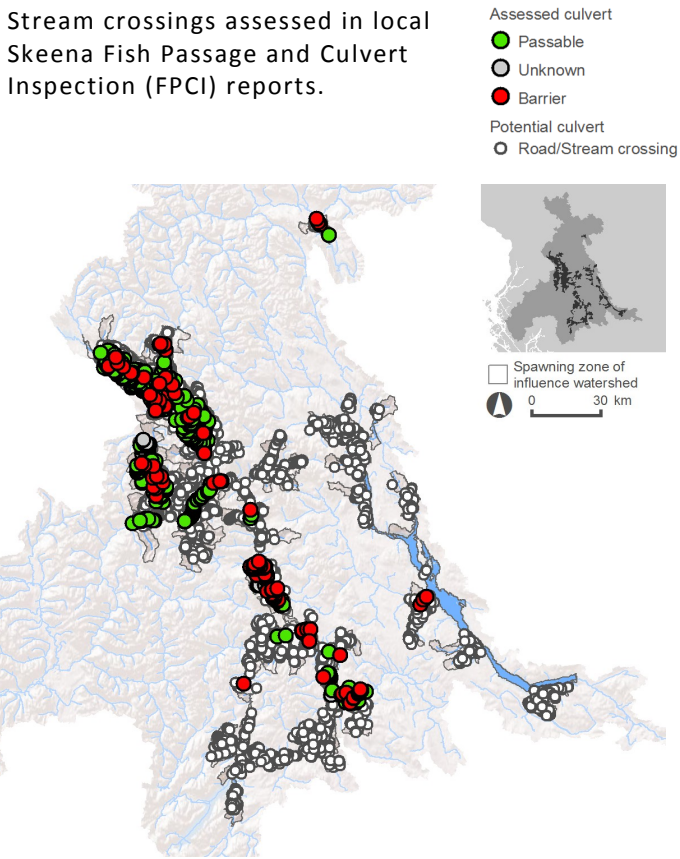 Stream crossings assessed in local
Skeena Fish Passage and Culvert
Inspection (FPCI) reports.
Assessed culvert
Passable
Unknown
Barrier
Potential culvert
Road/Stream crossing
Spawning zone of
influence watershed
0 30 km